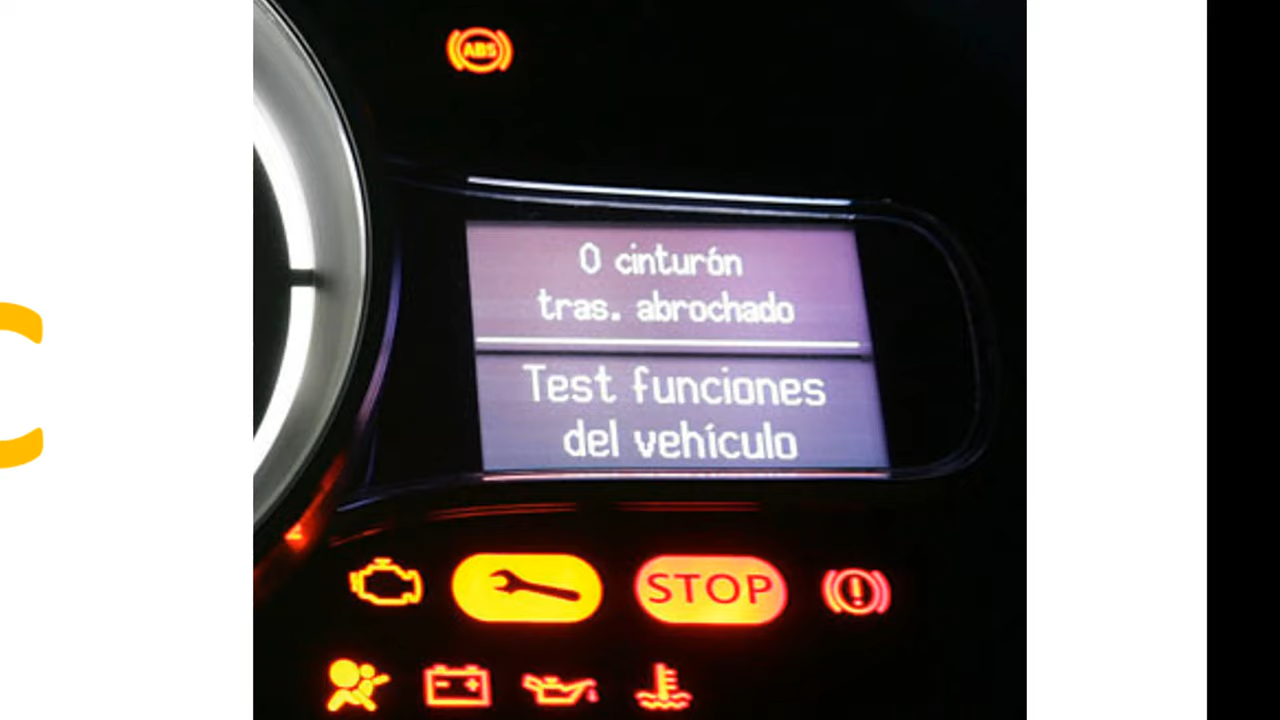 ABS
0 cinturón
tras. abrochado
Test funciones
del vehículo
STOP